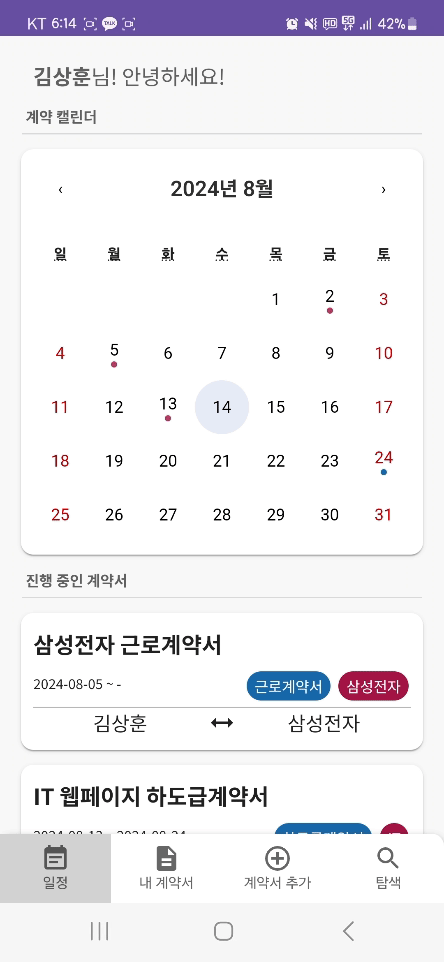 KT 6:14 TALK HD 5G 42%
김상훈님! 안녕하세요!
계약 캘린더
‹ 2024년 8월 ›
일 월 화 수 목 금 토
1 2 3
4 5 6 7 8 9 10
11 12 13 14 15 16 17
18 19 20 21 22 23 24
25 26 27 28 29 30 31
진행 중인 계약서
삼성전자 근로계약서
2024-08-05 ~ - 근로계약서 삼성전자
김상훈 ↔ 삼성전자
IT 웹페이지 하도급계약서
일정 내 계약서 계약서 추가 탐색